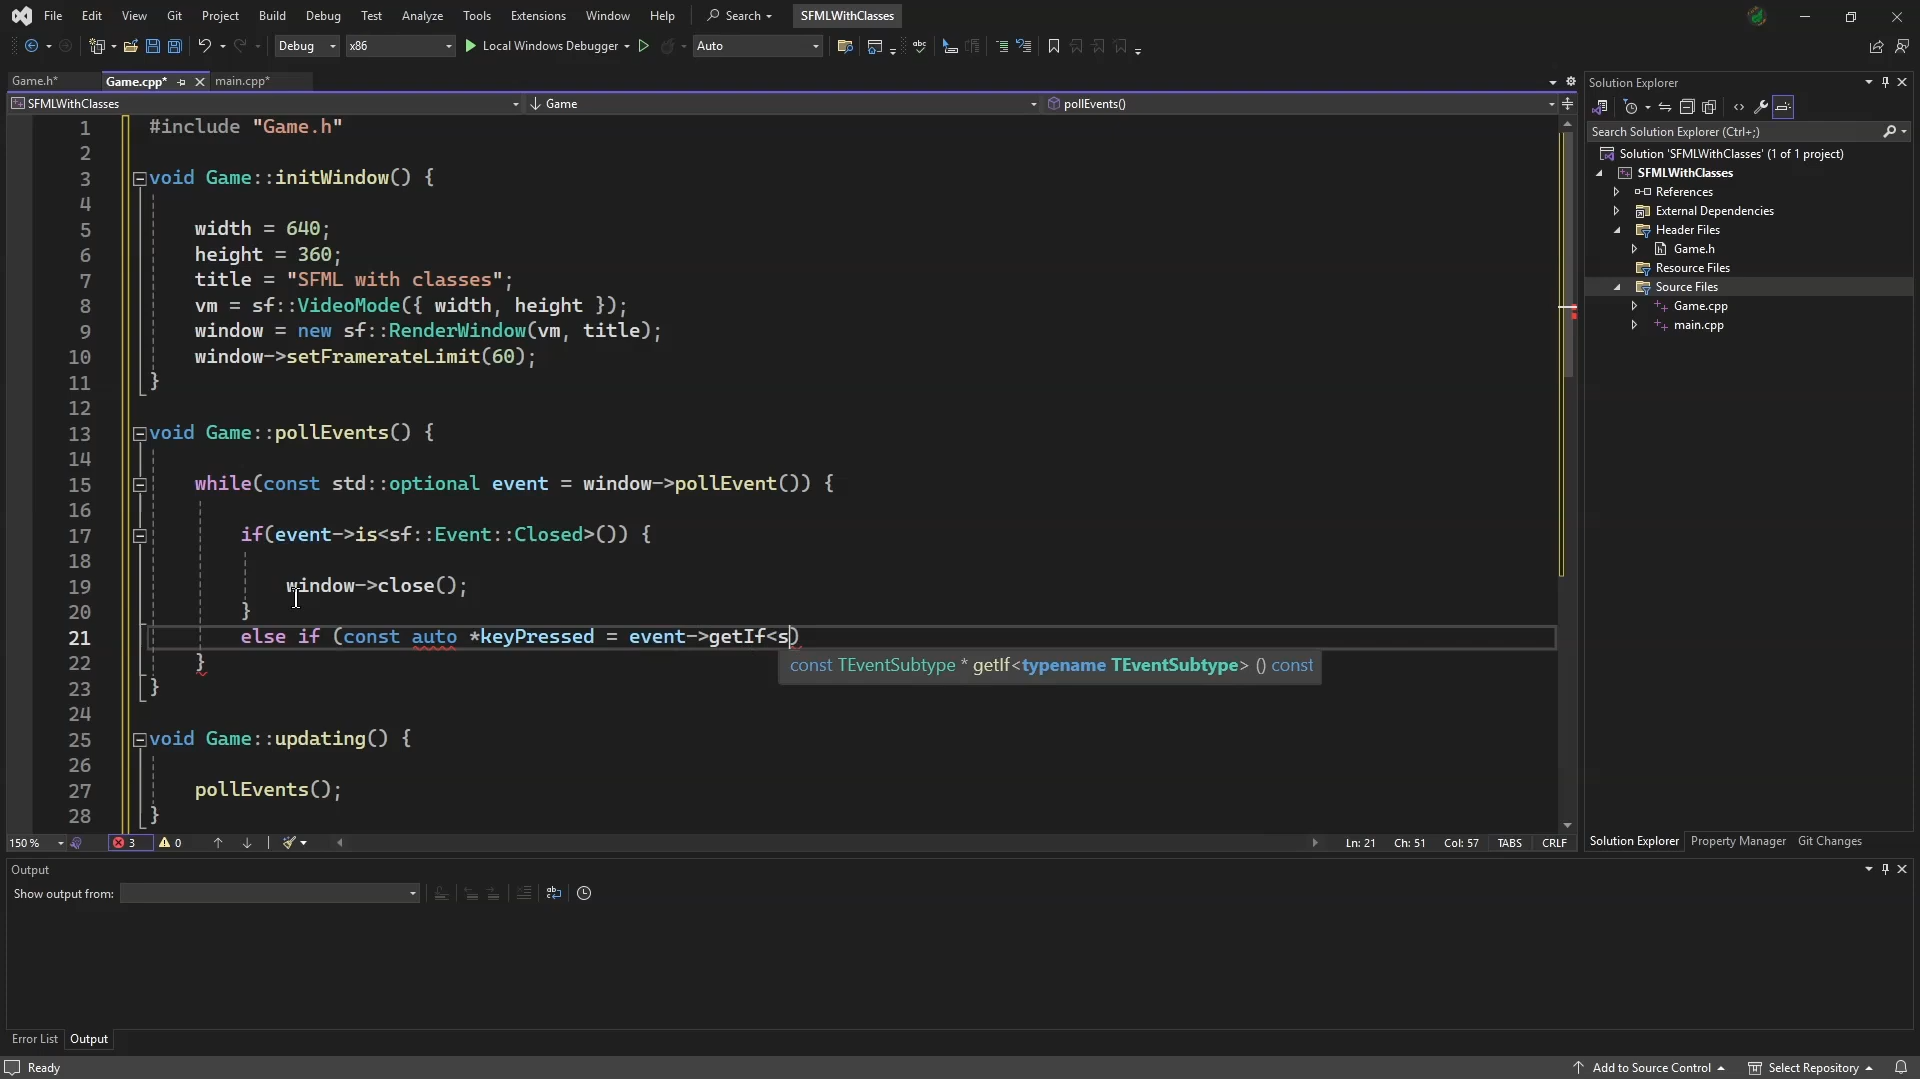 File Edit View Git Project Build Debug Test Analyze Tools Extensions Window Help Search SFMLWithClasses
Debug x86 Local Windows Debugger Auto
Game.h* Game.cpp* main.cpp*
SFMLWithClasses Game pollEvents()
1 #include "Game.h"
2
3 void Game::initWindow() {
4
5 width = 640;
6 height = 360;
7 title = "SFML with classes";
8 vm = sf::VideoMode({ width, height });
9 window = new sf::RenderWindow(vm, title);
10 window->setFramerateLimit(60);
11 }
12
13 void Game::pollEvents() {
14
15 while(const std::optional event = window->pollEvent()) {
16
17 if(event->is<sf::Event::Closed>()) {
18
19 window->close();
20 }
21 else if (const auto *keyPressed = event->getIf<s)
const TEventSubtype * getIf<typename TEventSubtype> () const
22 }
23 }
24
25 void Game::updating() {
26
27 pollEvents();
28 }
150 % 3 0 Ln: 21 Ch: 51 Col: 57 TABS CRLF
Solution Explorer
Search Solution Explorer (Ctrl+;)
Solution 'SFMLWithClasses' (1 of 1 project)
SFMLWithClasses
References
External Dependencies
Header Files
Game.h
Resource Files
Source Files
Game.cpp
main.cpp
Solution Explorer Property Manager Git Changes
Output
Show output from:
Error List Output
Ready Add to Source Control Select Repository